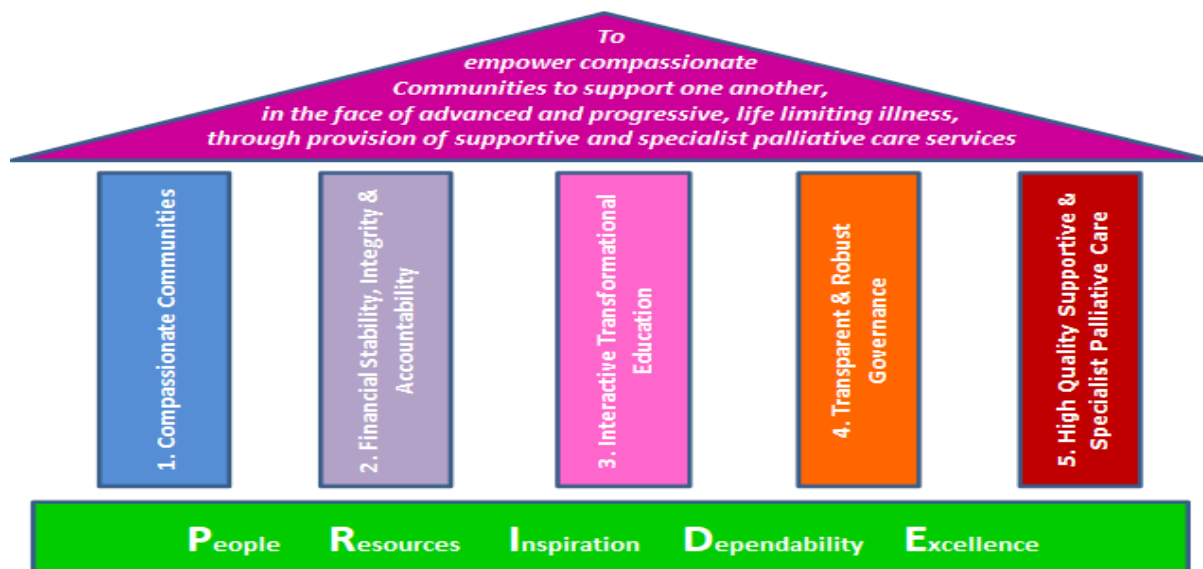 To
empower compassionate
Communities to support one another,
in the face of advanced and progressive, life limiting illness,
through provision of supportive and specialist palliative care services
1. Compassionate Communities
2. Financial Stability, Integrity &
Accountability
3. Interactive Transformational
Education
4. Transparent & Robust
Governance
5. High Quality Supportive &
Specialist Palliative Care
People Resources Inspiration Dependability Excellence